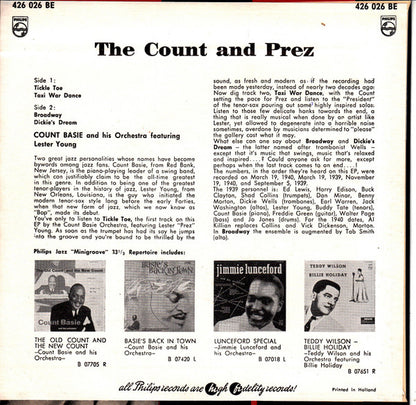 426 026 BE
426 026 BE
PHILIPS
PHILIPS
The Count and Prez
Side 1:
Tickle Toe
Taxi War Dance
Side 2:
Broadway
Dickie's Dream
COUNT BASIE and his Orchestra featuring
Lester Young
Two great jazz personalities whose names have become
bywords among jazz fans. Count Basie, from Red Bank,
New Jersey, is the piano-playing leader of a swing band,
which can justifiably claim to be the all-time greatest
in this genre. In addition to being one of the greatest
tenor-players in the history of jazz, Lester Young, from
New Orleans, Louisiana, is the guy who initiated the
modern tenor-sax style long before the early Forties,
when that new form of jazz, which we now know as
"Bop", made its debut.
You've only to listen to Tickle Toe, the first track on this
EP by the Count Basie Orchestra, featuring Lester "Prez"
Young. As soon as the trumpet has had its say he jumps
into the groove and you're bound to be thrilled by the
sound, as fresh and modern as if the recording had
been made yesterday, instead of nearly two decades ago!
Now dig track two, Taxi War Dance, with the Count
setting the pace for Prez and listen to the "President"
of the tenor-sax pouring out some highly inspired solos.
Listen to those few delicate honks towards the end, a
thing that is really musical when done by an artist like
Lester, yet allowed to degenerate into a horrible noise
sometimes, overdone by musicians determined to "please"
the gallery cost what it may.
What else can one say about Broadway and Dickie's
Dream — the latter named after trombonist Wells —
except that it's music that swings, music that's relaxed
and inspired...? Could anyone ask for more, except
perhaps when the last track comes to an end....!
The numbers, in the order they're heard on this EP, were
recorded on March 19, 1940, March 19, 1939, November
19, 1940, and September 5, 1939.
The 1939 personnel is: Ed Lewis, Harry Edison, Buck
Clayton, Shad Collins (trumpets), Dan Minor, Benny
Morton, Dickie Wells (trombones), Earl Warren, Jack
Washington (altos), Lester Young, Buddy Tate (tenors),
Count Basie (piano), Freddie Green (guitar), Walter Page
(bass) and Jo Jones (drums). For the 1940 dates, Al
Killian replaces Collins and Vick Dickenson, Morton.
In Broadway the ensemble is augmented by Tab Smith
(alto).
Philips Jazz "Minigroove" 33⅓ Repertoire includes:
The Old Count and the New Count
Count Basie
BASIE'S BACK IN TOWN
jimmie lunceford
TEDDY WILSON
BILLIE HOLIDAY
THE OLD COUNT AND
THE NEW COUNT
-Count Basie and his
Orchestra-
B 07705 R
BASIE'S BACK IN TOWN
-Count Basie and his
Orchestra-
B 07420 L
LUNCEFORD SPECIAL
-Jimmie Lunceford and
his Orchestra-
B 07018 L
TEDDY WILSON -
BILLIE HOLIDAY
-Teddy Wilson and his
Orchestra featuring
Billie Holiday-
B 07651 R
all Philips records are High Fidelity records!
Printed in Holland